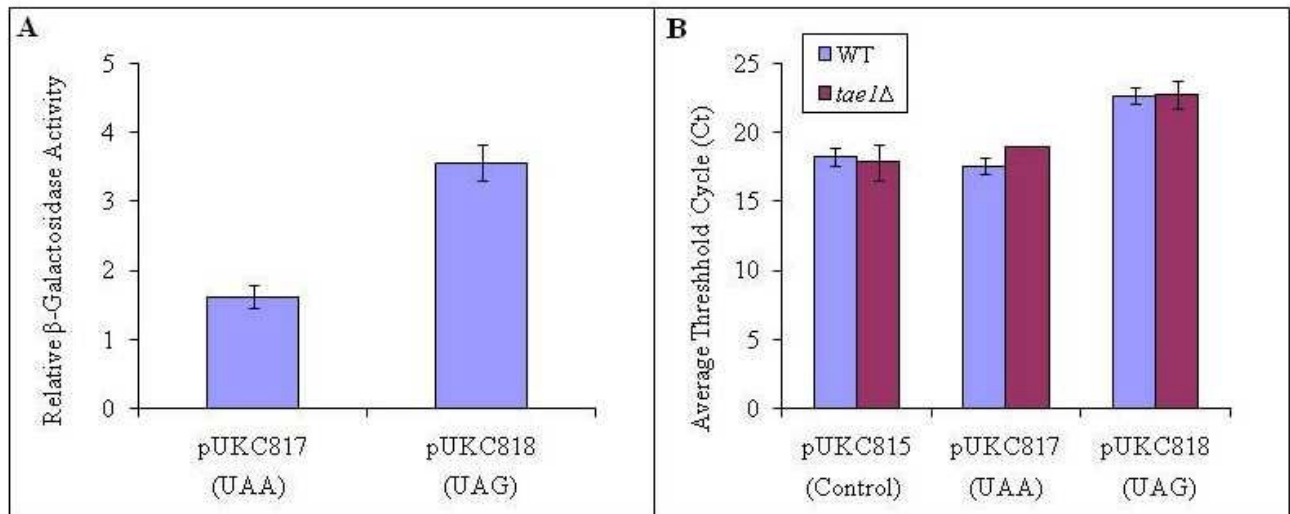 A
Relative β-Galactosidase Activity
5
4
3
2
1
0
pUKC817
(UAA)
pUKC818
(UAG)
B
WT
tae1Δ
Average Threshhold Cycle (Ct)
25
20
15
10
5
0
pUKC815
(Control)
pUKC817
(UAA)
pUKC818
(UAG)